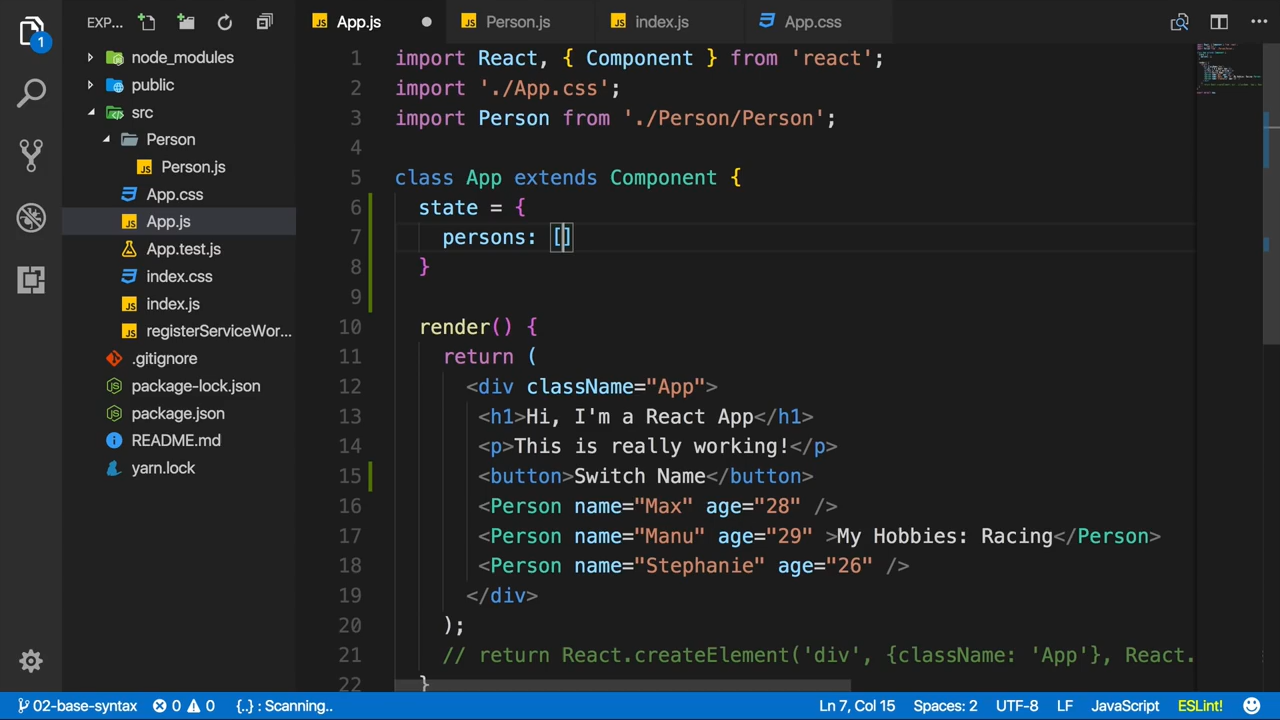 EXP...
App.js
Person.js
index.js
App.css
1
node_modules
public
src
Person
Person.js
App.css
App.js
App.test.js
index.css
index.js
registerServiceWor...
.gitignore
package-lock.json
package.json
README.md
yarn.lock
1 import React, { Component } from 'react';
2 import './App.css';
3 import Person from './Person/Person';
4
5 class App extends Component {
6 state = {
7 persons: []
8 }
9
10 render() {
11 return (
12 <div className="App">
13 <h1>Hi, I'm a React App</h1>
14 <p>This is really working!</p>
15 <button>Switch Name</button>
16 <Person name="Max" age="28" />
17 <Person name="Manu" age="29" >My Hobbies: Racing</Person>
18 <Person name="Stephanie" age="26" />
19 </div>
20 );
21 // return React.createElement('div', {className: 'App'}, React.
22 }
02-base-syntax 0 0 {..} : Scanning.. Ln 7, Col 15 Spaces: 2 UTF-8 LF JavaScript ESLint!